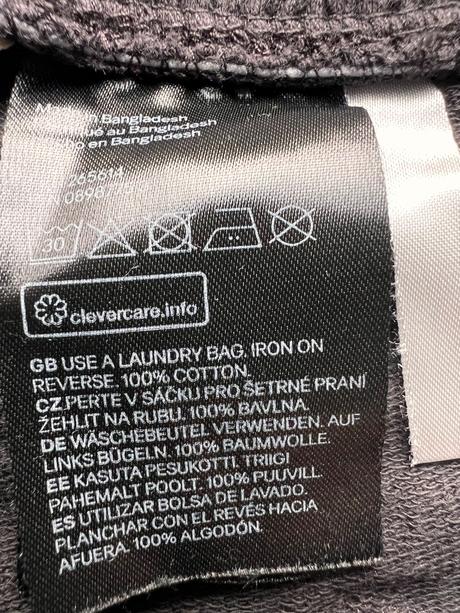 Made in Bangladesh
au Bangladesh
en Bangladesh
30
clevercare.info
GB USE A LAUNDRY BAG. IRON ON
REVERSE. 100% COTTON.
CZ PERTE V SÁČKU PRO ŠETRNÉ PRANÍ
ŽEHLIT NA RUBU. 100% BAVLNA.
DE WÄSCHEBEUTEL VERWENDEN. AUF
LINKS BÜGELN. 100% BAUMWOLLE.
EE KASUTA PESUKOTTI. TRIIGI
PAHEMALT POOLT. 100% PUUVILL.
ES UTILIZAR BOLSA DE LAVADO.
PLANCHAR CON EL REVÉS HACIA
AFUERA. 100% ALGODÓN.